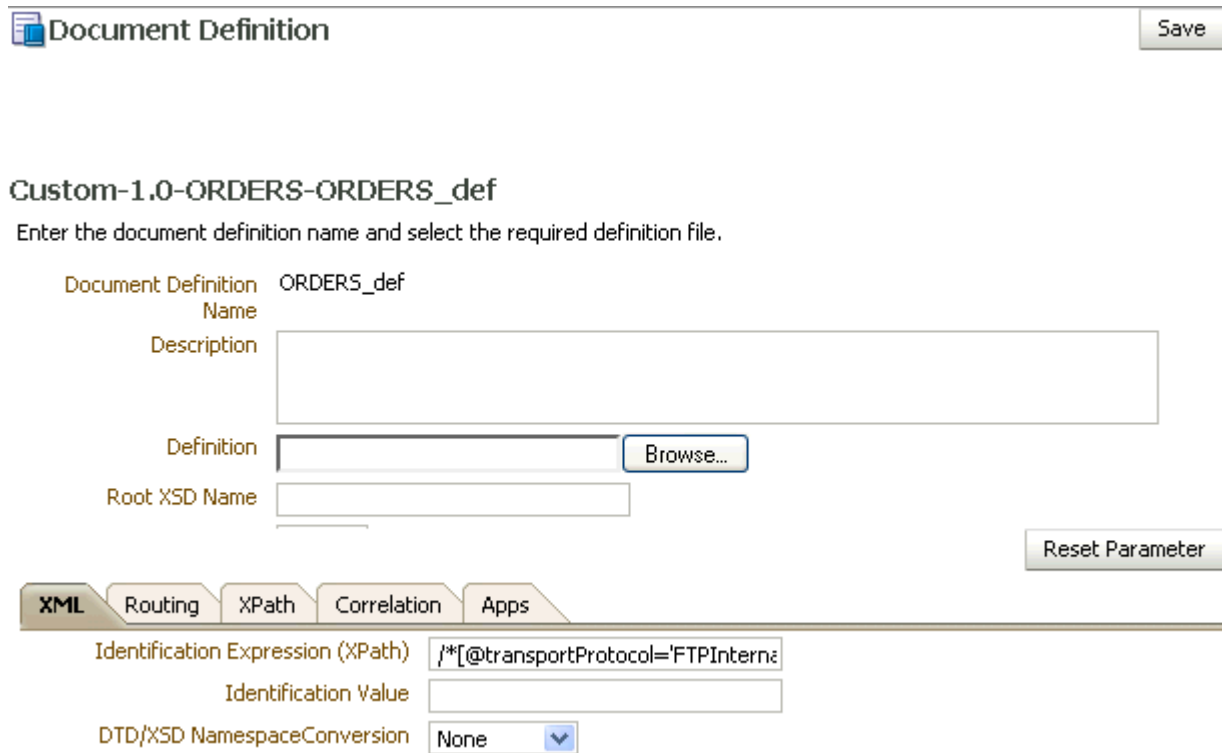 Document Definition
Save
Custom-1.0-ORDERS-ORDERS_def
Enter the document definition name and select the required definition file.
Document Definition Name ORDERS_def
Description
Definition Browse...
Root XSD Name
Reset Parameter
XML Routing XPath Correlation Apps
Identification Expression (XPath) /*[@transportProtocol='FTPInterna
Identification Value
DTD/XSD NamespaceConversion None